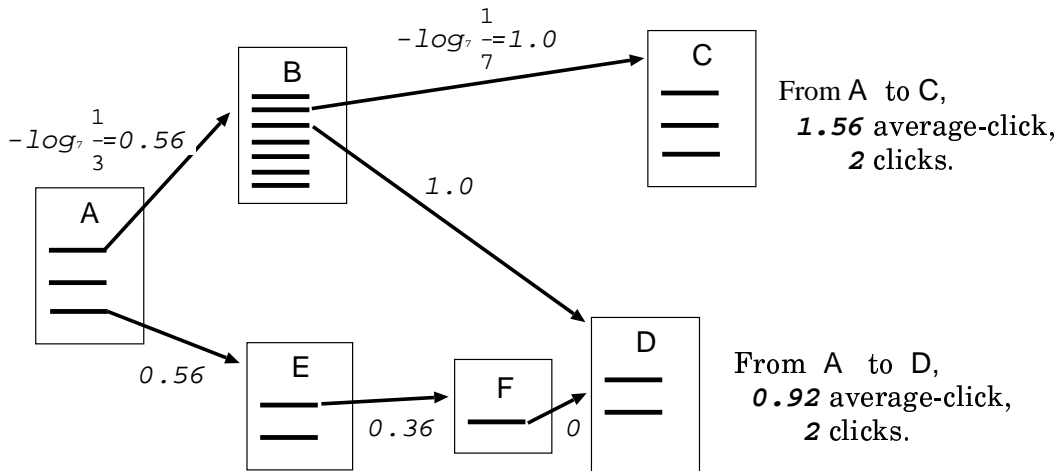 -log₇ 1/7=1.0
B
C
From A to C,
1.56 average-click,
2 clicks.
-log₇ 1/3=0.56
A
1.0
D
From A to D,
0.92 average-click,
2 clicks.
0.56
E
F
0.36
0